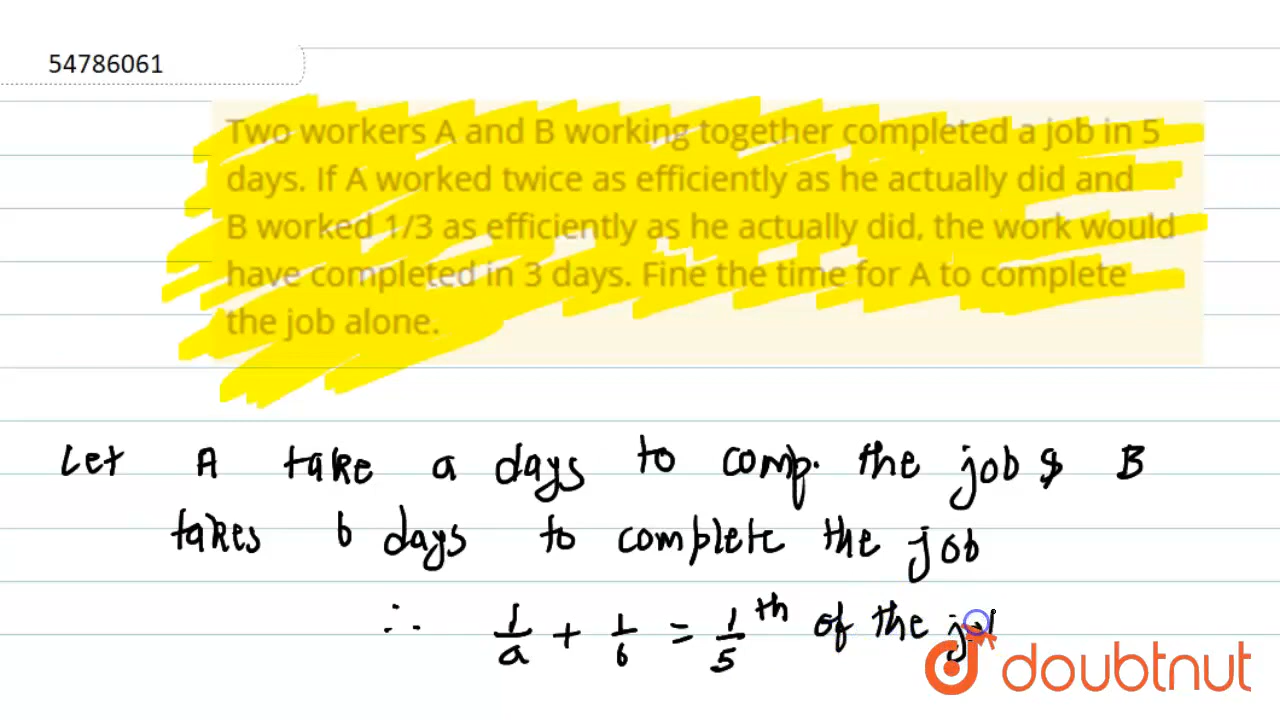 54786061
Two workers A and B working together completed a job in 5
days. If A worked twice as efficiently as he actually did and
B worked 1/3 as efficiently as he actually did, the work would
have completed in 3 days. Fine the time for A to complete
the job alone.
Let A take a days to comp. the job & B
takes b days to complete the job
∴ 1/a + 1/b = 1/5 th of the
doubtnut